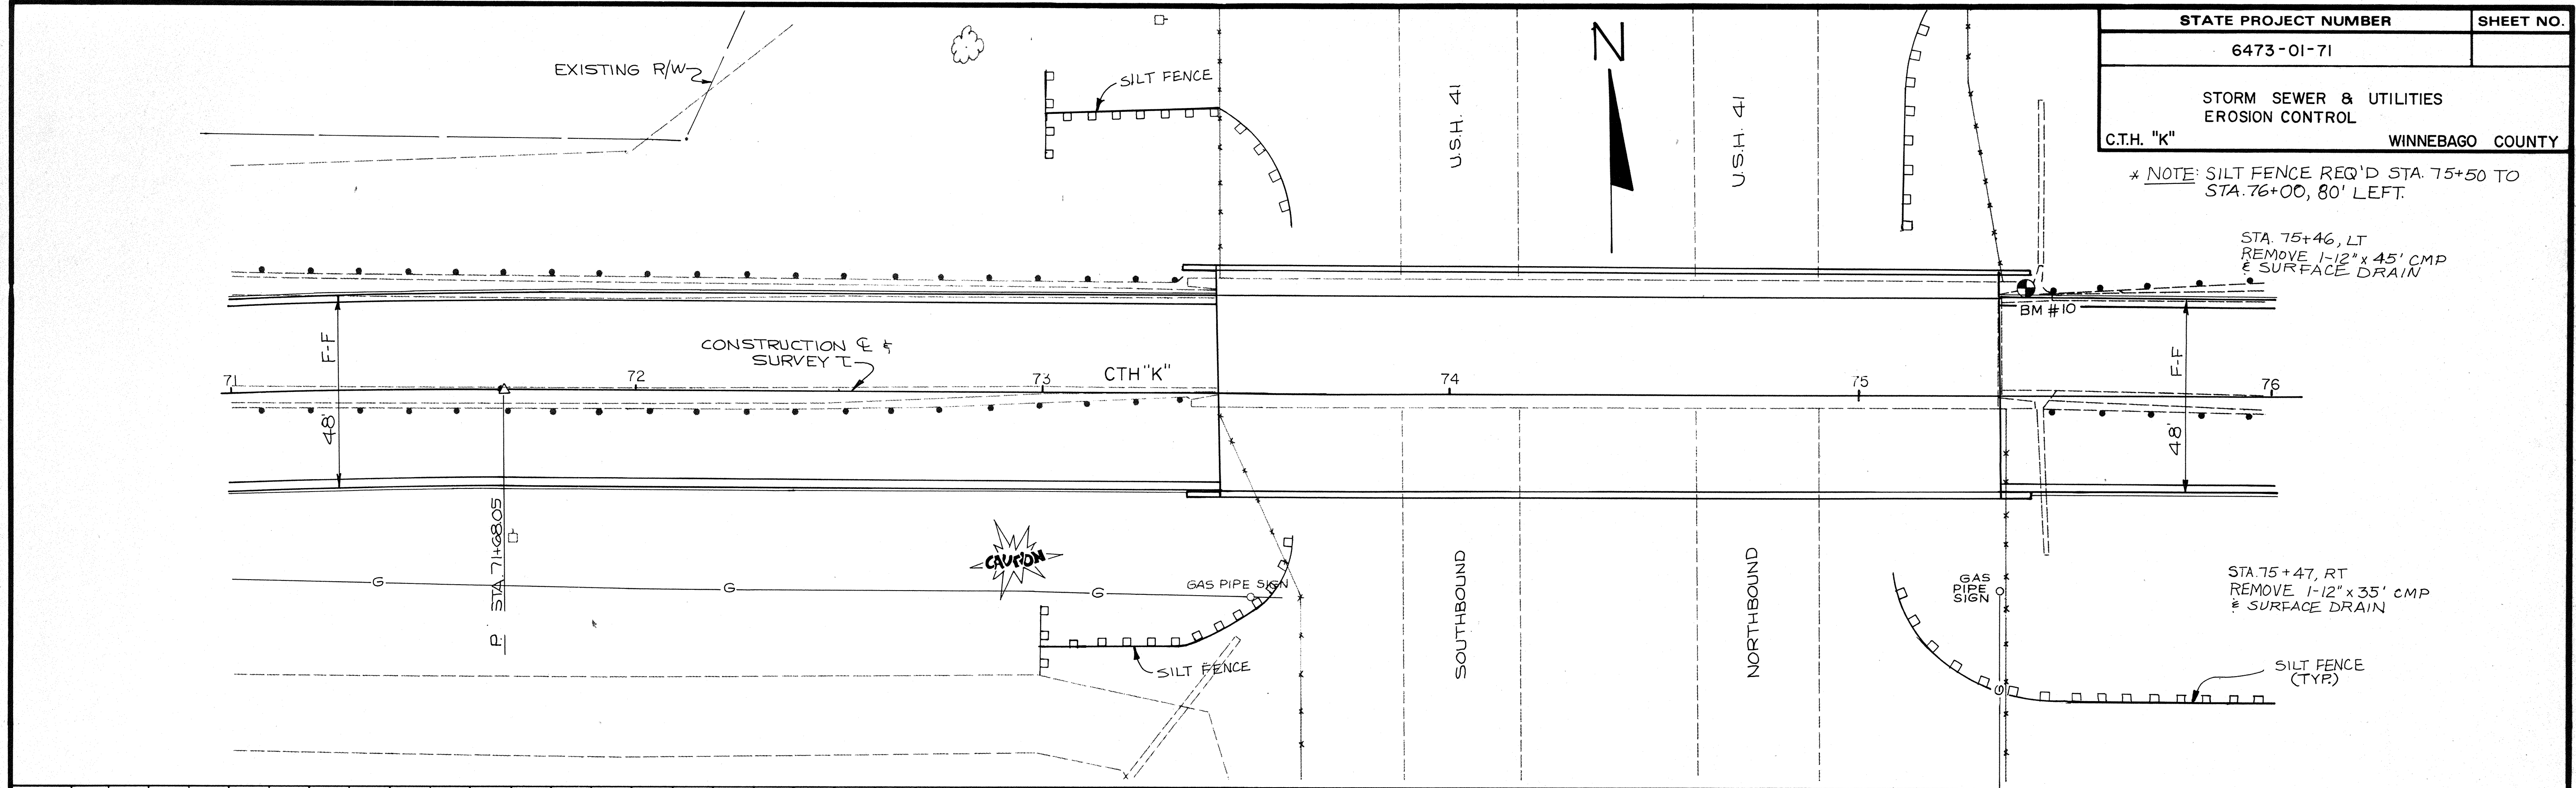 STATE PROJECT NUMBER
SHEET NO.
6473-01-71
STORM SEWER & UTILITIES
EROSION CONTROL
C.T.H. "K"
WINNEBAGO COUNTY
* NOTE: SILT FENCE REQ'D STA. 75+50 TO
STA. 76+00, 80' LEFT.
EXISTING R/W
SILT FENCE
U.S.H. 41
N
U.S.H. 41
STA. 75+46, LT
REMOVE 1-12" x 45' CMP
& SURFACE DRAIN
BM #10
F-F
48'
CONSTRUCTION ℄ &
SURVEY T
CTH "K"
71
72
73
74
75
76
F-F
48'
P.I. STA. 71+68.05
CAUTION
G
G
G
GAS PIPE SIGN
SILT FENCE
SOUTHBOUND
NORTHBOUND
GAS
PIPE
SIGN
G
STA. 75+47, RT
REMOVE 1-12" x 35' CMP
& SURFACE DRAIN
SILT FENCE
(TYP.)